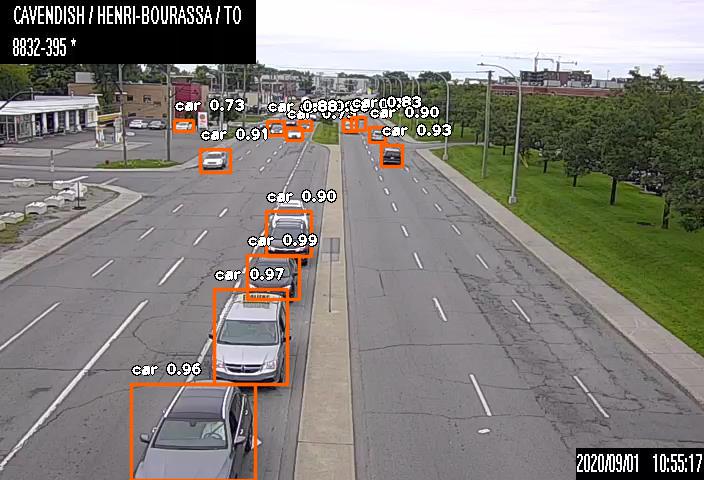 CAVENDISH / HENRI-BOURASSA / TO
8832-395 *
car 0.73
car 0.88
car 0.83
car 0.90
car 0.91
car 0.93
car 0.90
car 0.99
car 0.97
car 0.96
2020/09/01 10:55:17